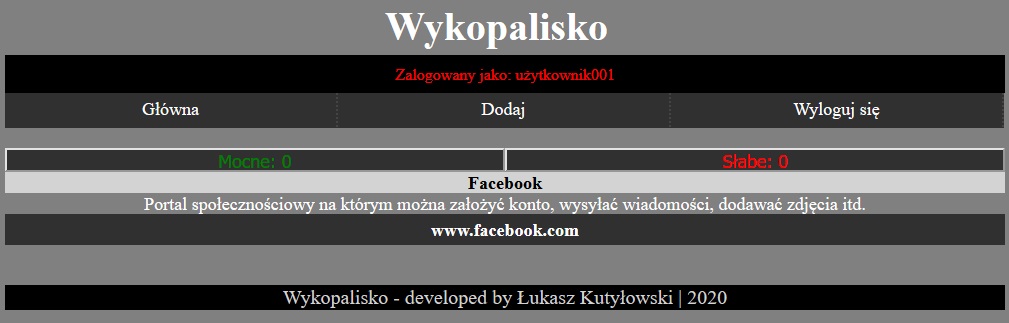 Wykopalisko
Zalogowany jako: użytkownik001
Główna Dodaj Wyloguj się
Mocne: 0 Słabe: 0
Facebook
Portal społecznościowy na którym można założyć konto, wysyłać wiadomości, dodawać zdjęcia itd.
www.facebook.com
Wykopalisko - developed by Łukasz Kutyłowski | 2020